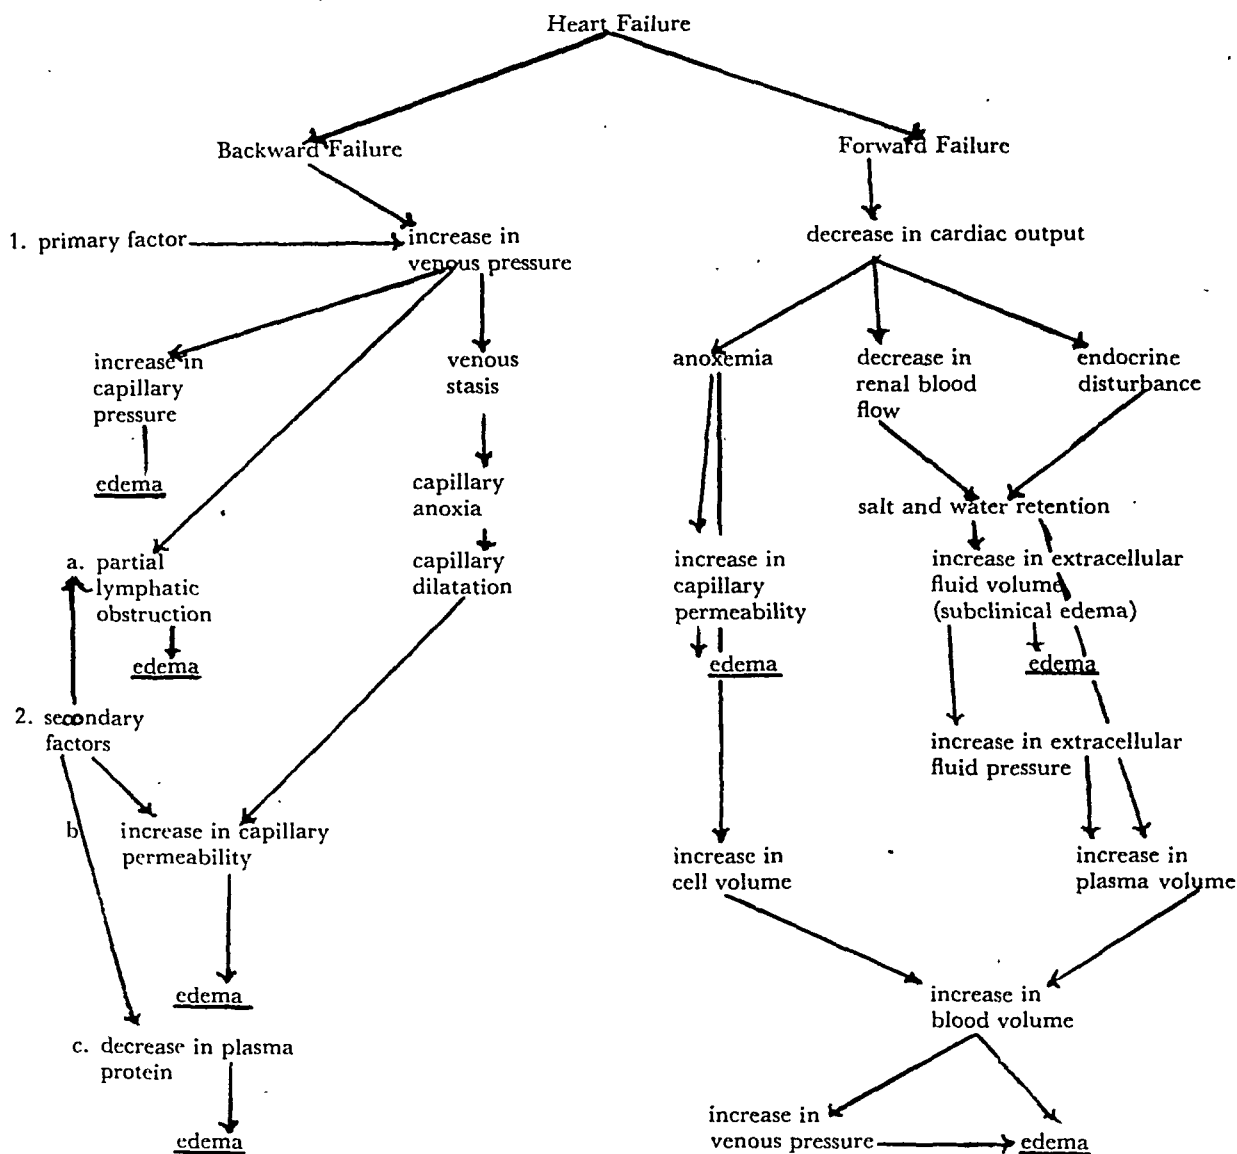 Heart Failure
Backward Failure
Forward Failure
1. primary factor
increase in
venous pressure
decrease in cardiac output
increase in
capillary
pressure
edema
venous
stasis
capillary
anoxia
capillary
dilatation
a. partial
lymphatic
obstruction
edema
2. secondary
factors
b increase in capillary
permeability
edema
c. decrease in plasma
protein
edema
anoxemia
decrease in
renal blood
flow
endocrine
disturbance
salt and water retention
increase in
capillary
permeability
edema
increase in extracellular
fluid volume
(subclinical edema)
edema
increase in extracellular
fluid pressure
increase in
cell volume
increase in
plasma volume
increase in
blood volume
increase in
venous pressure
edema